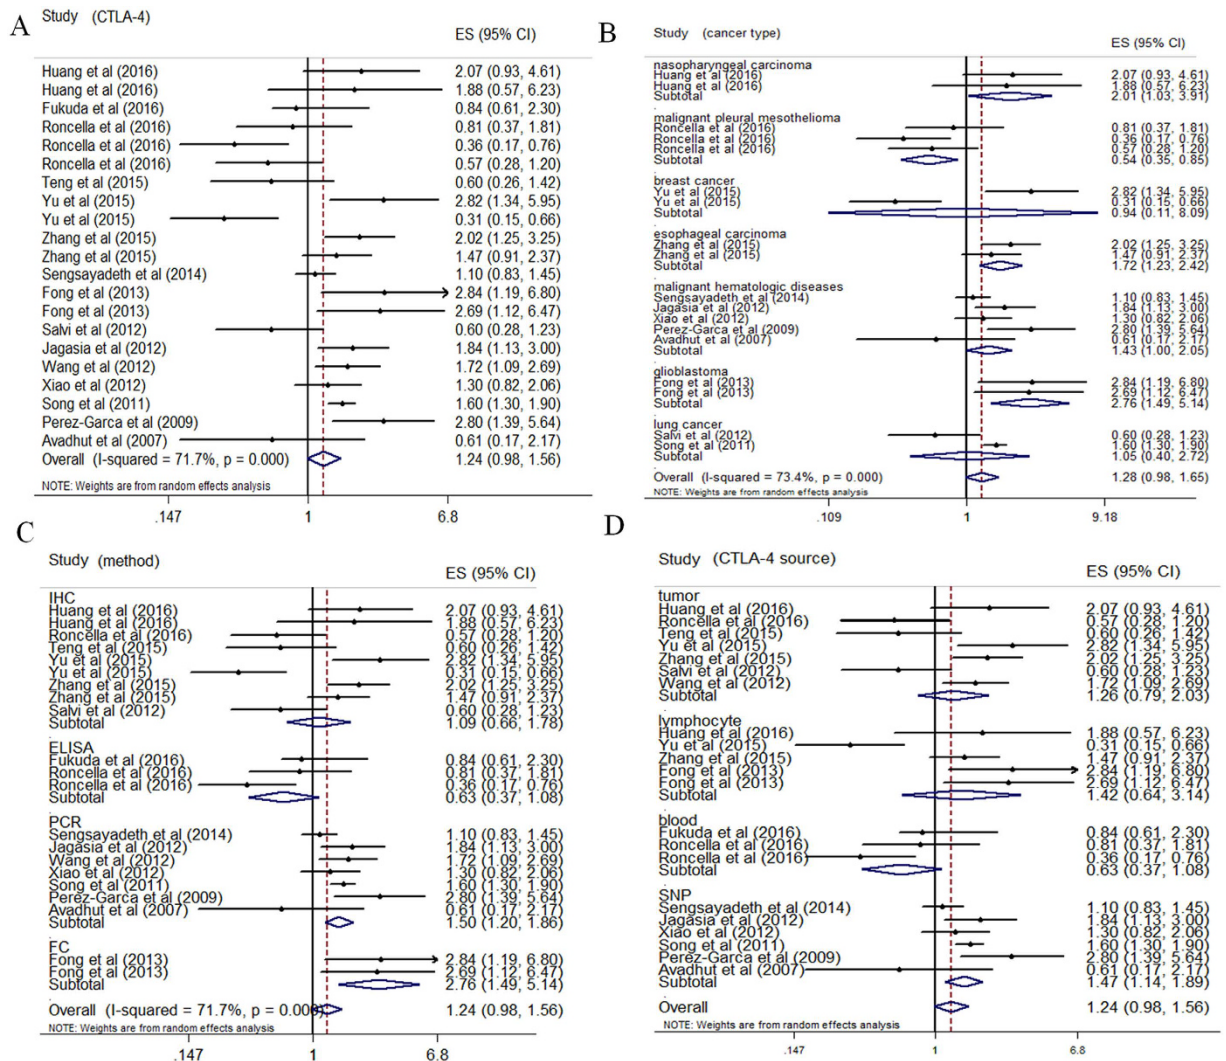 A
Study (CTLA-4)
ES (95% CI)
Huang et al (2016) 2.07 (0.93, 4.61)
Huang et al (2016) 1.88 (0.57, 6.23)
Fukuda et al (2016) 0.84 (0.61, 2.30)
Roncella et al (2016) 0.81 (0.37, 1.81)
Roncella et al (2016) 0.36 (0.17, 0.76)
Roncella et al (2016) 0.57 (0.28, 1.20)
Teng et al (2015) 0.60 (0.26, 1.42)
Yu et al (2015) 2.82 (1.34, 5.95)
Yu et al (2015) 0.31 (0.15, 0.66)
Zhang et al (2015) 2.02 (1.25, 3.25)
Zhang et al (2015) 1.47 (0.91, 2.37)
Sengsayadeth et al (2014) 1.10 (0.83, 1.45)
Fong et al (2013) 2.84 (1.19, 6.80)
Fong et al (2013) 2.69 (1.12, 6.47)
Salvi et al (2012) 0.60 (0.28, 1.23)
Jagasia et al (2012) 1.84 (1.13, 3.00)
Wang et al (2012) 1.72 (1.09, 2.69)
Xiao et al (2012) 1.30 (0.82, 2.06)
Song et al (2011) 1.60 (1.30, 1.90)
Perez-Garca et al (2009) 2.80 (1.39, 5.64)
Avadhut et al (2007) 0.61 (0.17, 2.17)
Overall (I-squared = 71.7%, p = 0.000) 1.24 (0.98, 1.56)
NOTE: Weights are from random effects analysis
.147 1 6.8
B
Study (cancer type)
ES (95% CI)
nasopharyngeal carcinoma
Huang et al (2016) 2.07 (0.93, 4.61)
Huang et al (2016) 1.88 (0.57, 6.23)
Subtotal 2.01 (1.03, 3.91)
.
malignant pleural mesothelioma
Roncella et al (2016) 0.81 (0.37, 1.81)
Roncella et al (2016) 0.36 (0.17, 0.76)
Roncella et al (2016) 0.57 (0.28, 1.20)
Subtotal 0.54 (0.35, 0.85)
.
breast cancer
Yu et al (2015) 2.82 (1.34, 5.95)
Yu et al (2015) 0.31 (0.15, 0.66)
Subtotal 0.94 (0.11, 8.09)
.
esophageal carcinoma
Zhang et al (2015) 2.02 (1.25, 3.25)
Zhang et al (2015) 1.47 (0.91, 2.37)
Subtotal 1.72 (1.23, 2.42)
.
malignant hematologic diseases
Sengsayadeth et al (2014) 1.10 (0.83, 1.45)
Jagasia et al (2012) 1.84 (1.13, 3.00)
Xiao et al (2012) 1.30 (0.82, 2.06)
Perez-Garca et al (2009) 2.80 (1.39, 5.64)
Avadhut et al (2007) 0.61 (0.17, 2.17)
Subtotal 1.43 (1.00, 2.05)
.
glioblastoma
Fong et al (2013) 2.84 (1.19, 6.80)
Fong et al (2013) 2.69 (1.12, 6.47)
Subtotal 2.76 (1.49, 5.14)
.
lung cancer
Salvi et al (2012) 0.60 (0.28, 1.23)
Song et al (2011) 1.60 (1.30, 1.90)
Subtotal 1.05 (0.40, 2.72)
.
Overall (I-squared = 73.4%, p = 0.000) 1.28 (0.98, 1.65)
NOTE: Weights are from random effects analysis
.109 1 9.18
C
Study (method)
ES (95% CI)
IHC
Huang et al (2016) 2.07 (0.93, 4.61)
Huang et al (2016) 1.88 (0.57, 6.23)
Roncella et al (2016) 0.57 (0.28, 1.20)
Teng et al (2015) 0.60 (0.26, 1.42)
Yu et al (2015) 2.82 (1.34, 5.95)
Yu et al (2015) 0.31 (0.15, 0.66)
Zhang et al (2015) 2.02 (1.25, 3.25)
Zhang et al (2015) 1.47 (0.91, 2.37)
Salvi et al (2012) 0.60 (0.28, 1.23)
Subtotal 1.09 (0.66, 1.78)
.
ELISA
Fukuda et al (2016) 0.84 (0.61, 2.30)
Roncella et al (2016) 0.81 (0.37, 1.81)
Roncella et al (2016) 0.36 (0.17, 0.76)
Subtotal 0.63 (0.37, 1.08)
.
PCR
Sengsayadeth et al (2014) 1.10 (0.83, 1.45)
Jagasia et al (2012) 1.84 (1.13, 3.00)
Wang et al (2012) 1.72 (1.09, 2.69)
Xiao et al (2012) 1.30 (0.82, 2.06)
Song et al (2011) 1.60 (1.30, 1.90)
Perez-Garca et al (2009) 2.80 (1.39, 5.64)
Avadhut et al (2007) 0.61 (0.17, 2.17)
Subtotal 1.50 (1.20, 1.86)
.
FC
Fong et al (2013) 2.84 (1.19, 6.80)
Fong et al (2013) 2.69 (1.12, 6.47)
Subtotal 2.76 (1.49, 5.14)
.
Overall (I-squared = 71.7%, p = 0.000) 1.24 (0.98, 1.56)
NOTE: Weights are from random effects analysis
.147 1 6.8
D
Study (CTLA-4 source)
ES (95% CI)
tumor
Huang et al (2016) 2.07 (0.93, 4.61)
Roncella et al (2016) 0.57 (0.28, 1.20)
Teng et al (2015) 0.60 (0.26, 1.42)
Yu et al (2015) 2.82 (1.34, 5.95)
Zhang et al (2015) 2.02 (1.25, 3.25)
Salvi et al (2012) 0.60 (0.28, 1.23)
Wang et al (2012) 1.72 (1.09, 2.69)
Subtotal 1.26 (0.79, 2.03)
.
lymphocyte
Huang et al (2016) 1.88 (0.57, 6.23)
Yu et al (2015) 0.31 (0.15, 0.66)
Zhang et al (2015) 1.47 (0.91, 2.37)
Fong et al (2013) 2.84 (1.19, 6.80)
Fong et al (2013) 2.69 (1.12, 6.47)
Subtotal 1.42 (0.64, 3.14)
.
blood
Fukuda et al (2016) 0.84 (0.61, 2.30)
Roncella et al (2016) 0.81 (0.37, 1.81)
Roncella et al (2016) 0.36 (0.17, 0.76)
Subtotal 0.63 (0.37, 1.08)
.
SNP
Sengsayadeth et al (2014) 1.10 (0.83, 1.45)
Jagasia et al (2012) 1.84 (1.13, 3.00)
Xiao et al (2012) 1.30 (0.82, 2.06)
Song et al (2011) 1.60 (1.30, 1.90)
Perez-Garca et al (2009) 2.80 (1.39, 5.64)
Avadhut et al (2007) 0.61 (0.17, 2.17)
Subtotal 1.47 (1.14, 1.89)
.
Overall 1.24 (0.98, 1.56)
NOTE: Weights are from random effects analysis
.147 1 6.8